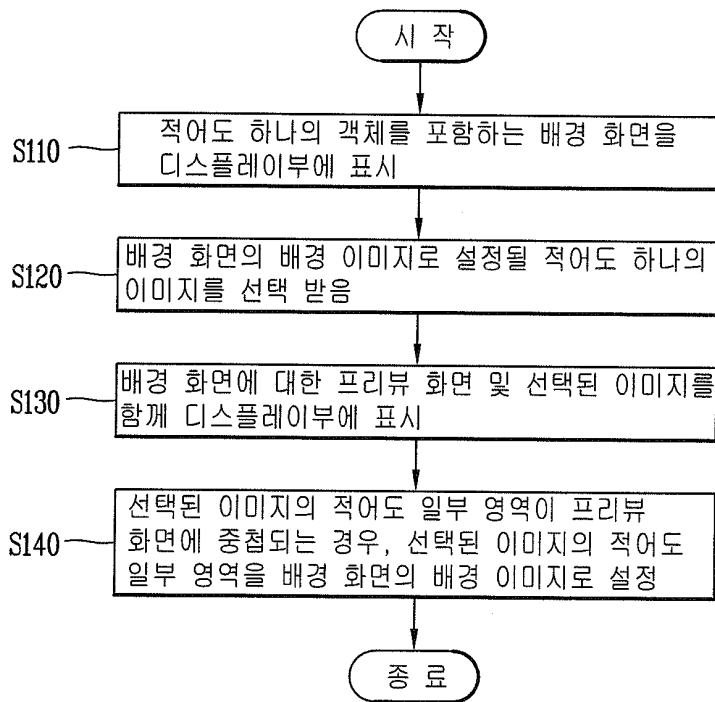 시 작
S110
적어도 하나의 객체를 포함하는 배경 화면을
디스플레이부에 표시
S120
배경 화면의 배경 이미지로 설정될 적어도 하나의
이미지를 선택 받음
S130
배경 화면에 대한 프리뷰 화면 및 선택된 이미지를
함께 디스플레이부에 표시
S140
선택된 이미지의 적어도 일부 영역이 프리뷰
화면에 중첩되는 경우, 선택된 이미지의 적어도
일부 영역을 배경 화면의 배경 이미지로 설정
종 료